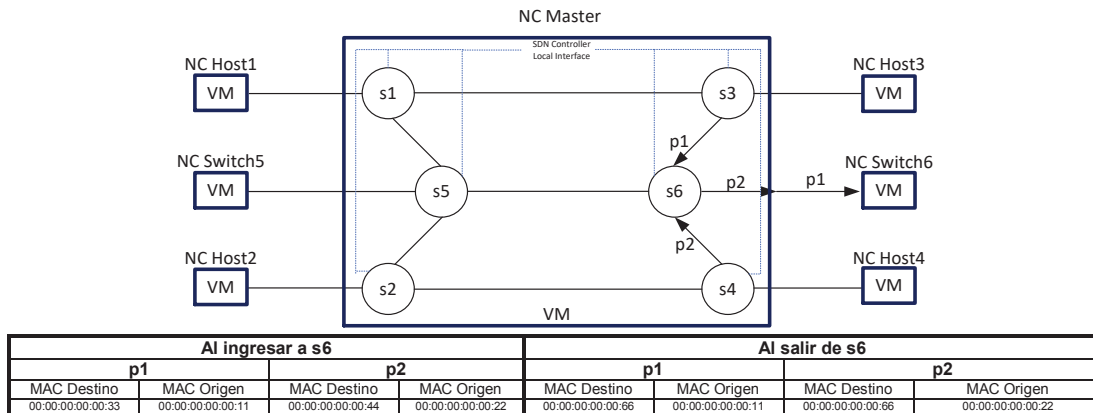 NC Master
SDN Controller
Local Interface
NC Host1
VM
s1
s3
NC Host3
VM
p1
NC Switch5
VM
s5
s6
p2
p1
NC Switch6
VM
p2
NC Host2
VM
s2
s4
NC Host4
VM
VM
Al ingresar a s6 Al salir de s6
p1 p2 p1 p2
MAC Destino MAC Origen MAC Destino MAC Origen MAC Destino MAC Origen MAC Destino MAC Origen
00:00:00:00:00:33 00:00:00:00:00:11 00:00:00:00:00:44 00:00:00:00:00:22 00:00:00:00:00:66 00:00:00:00:00:11 00:00:00:00:00:66 00:00:00:00:00:22